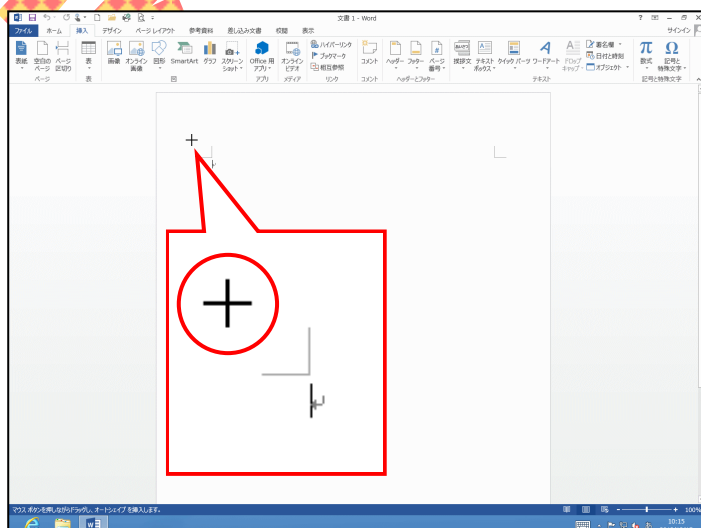 文書 1 - Word
ファイル ホーム 挿入 デザイン ページ レイアウト 参考資料 差し込み文書 校閲 表示 サインイン
表紙 空白の ページ 表 画像 オンライン 図形 SmartArt グラフ スクリーン Office 用 オンライン ハイパーリンク コメント ヘッダー フッター ページ 挨拶文 テキスト クイック パーツ ワードアート ドロップ 署名欄 数式 記号と
ページ 区切り 画像 ショット アプリ ビデオ ブックマーク 番号 ボックス キャップ 日付と時刻 特殊文字
相互参照 オブジェクト
ページ 表 図 アプリ メディア リンク コメント ヘッダーとフッター テキスト 記号と特殊文字
マウス ボタンを押しながらドラッグし、オートシェイプを挿入します。 100%
10:15